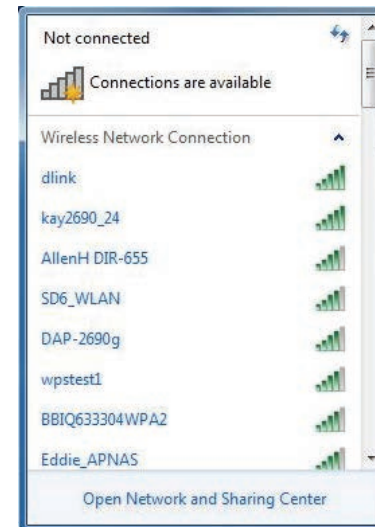 Not connected
Connections are available
Wireless Network Connection
dlink
kay2690_24
AllenH DIR-655
SD6_WLAN
DAP-2690g
wpstest1
BBIQ633304WPA2
Eddie_APNAS
Open Network and Sharing Center